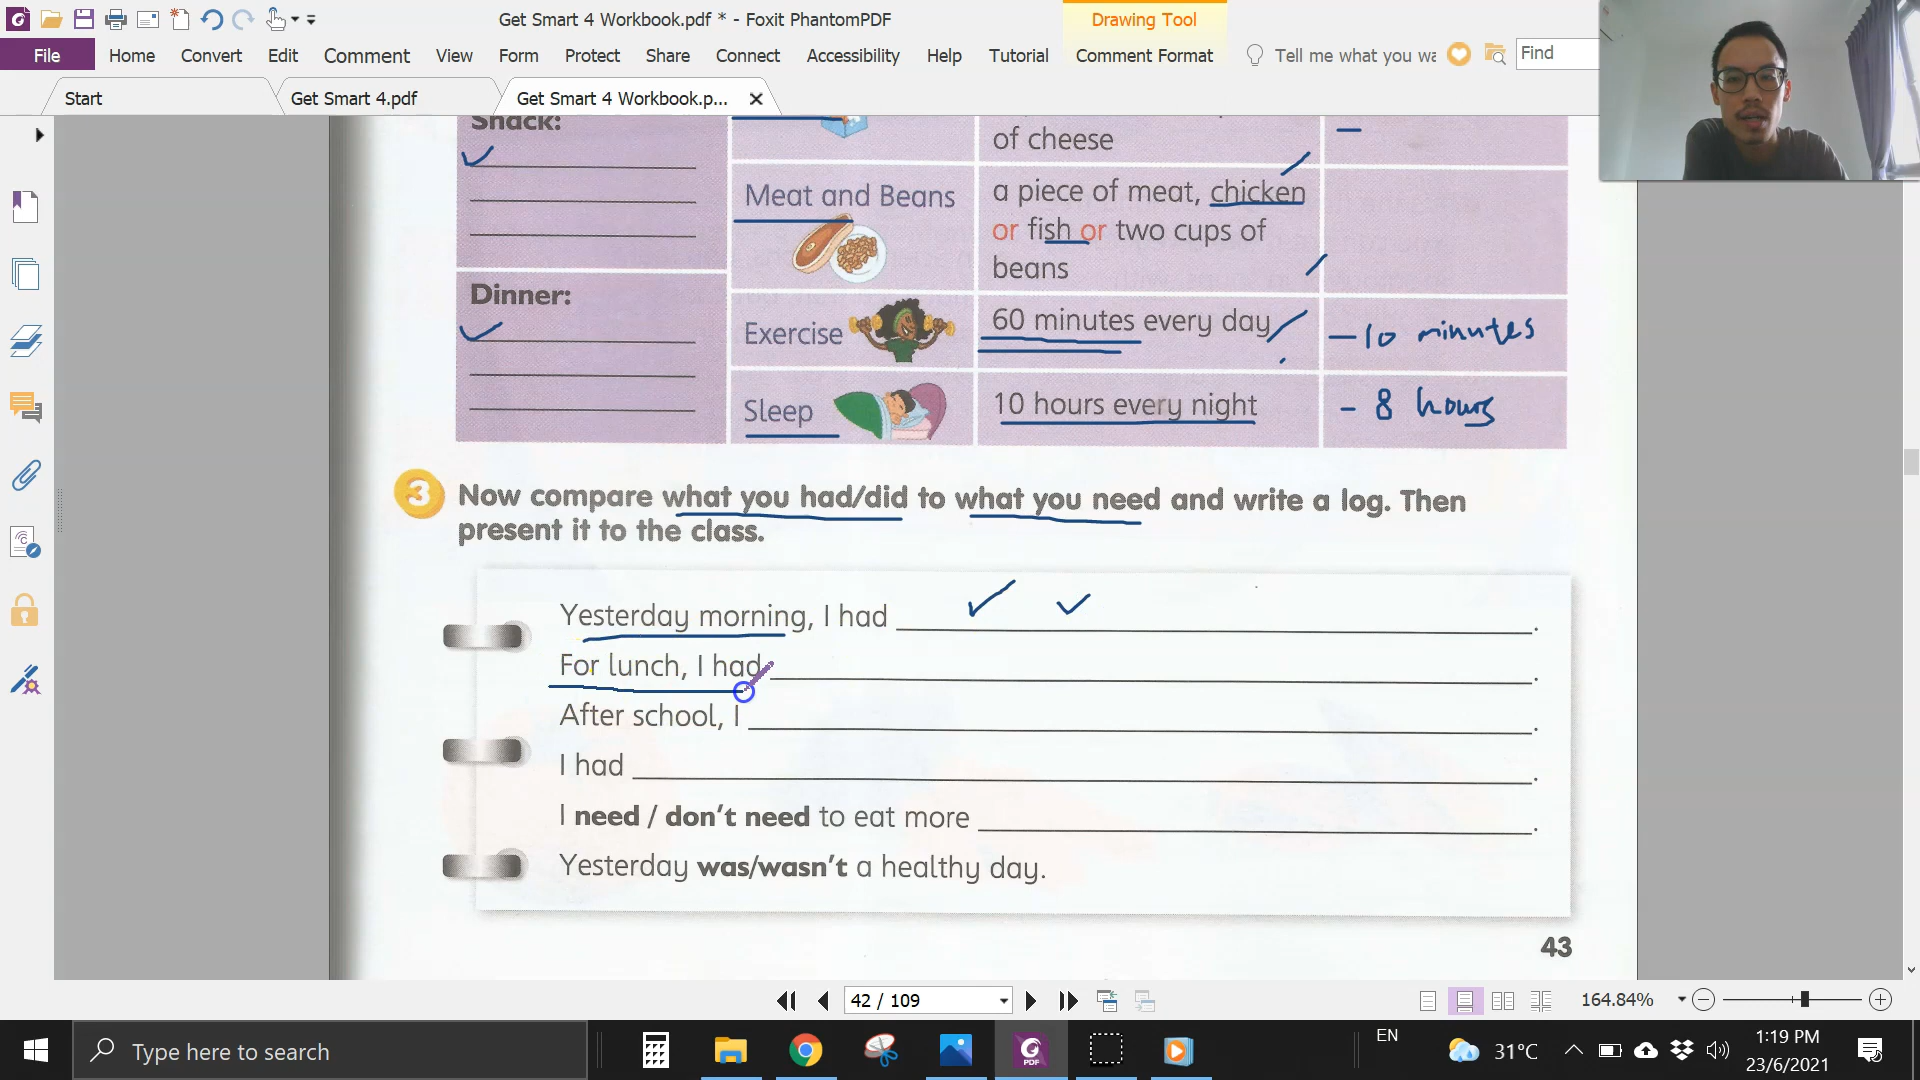 Get Smart 4 Workbook.pdf * - Foxit PhantomPDF
Drawing Tool
File Home Convert Edit Comment View Form Protect Share Connect Accessibility Help Tutorial Comment Format Tell me what you wa Find
Start Get Smart 4.pdf Get Smart 4 Workbook.p...
Snack:
of cheese
Meat and Beans
a piece of meat, chicken
or fish or two cups of
beans
Dinner:
Exercise
60 minutes every day
- 10 minutes
Sleep
10 hours every night
- 8 hours
3 Now compare what you had/did to what you need and write a log. Then
present it to the class.
Yesterday morning, I had .
For lunch, I had .
After school, I .
I had .
I need / don't need to eat more .
Yesterday was/wasn't a healthy day.
43
42 / 109
164.84%
Type here to search
PDF
EN
31°C
1:19 PM
23/6/2021